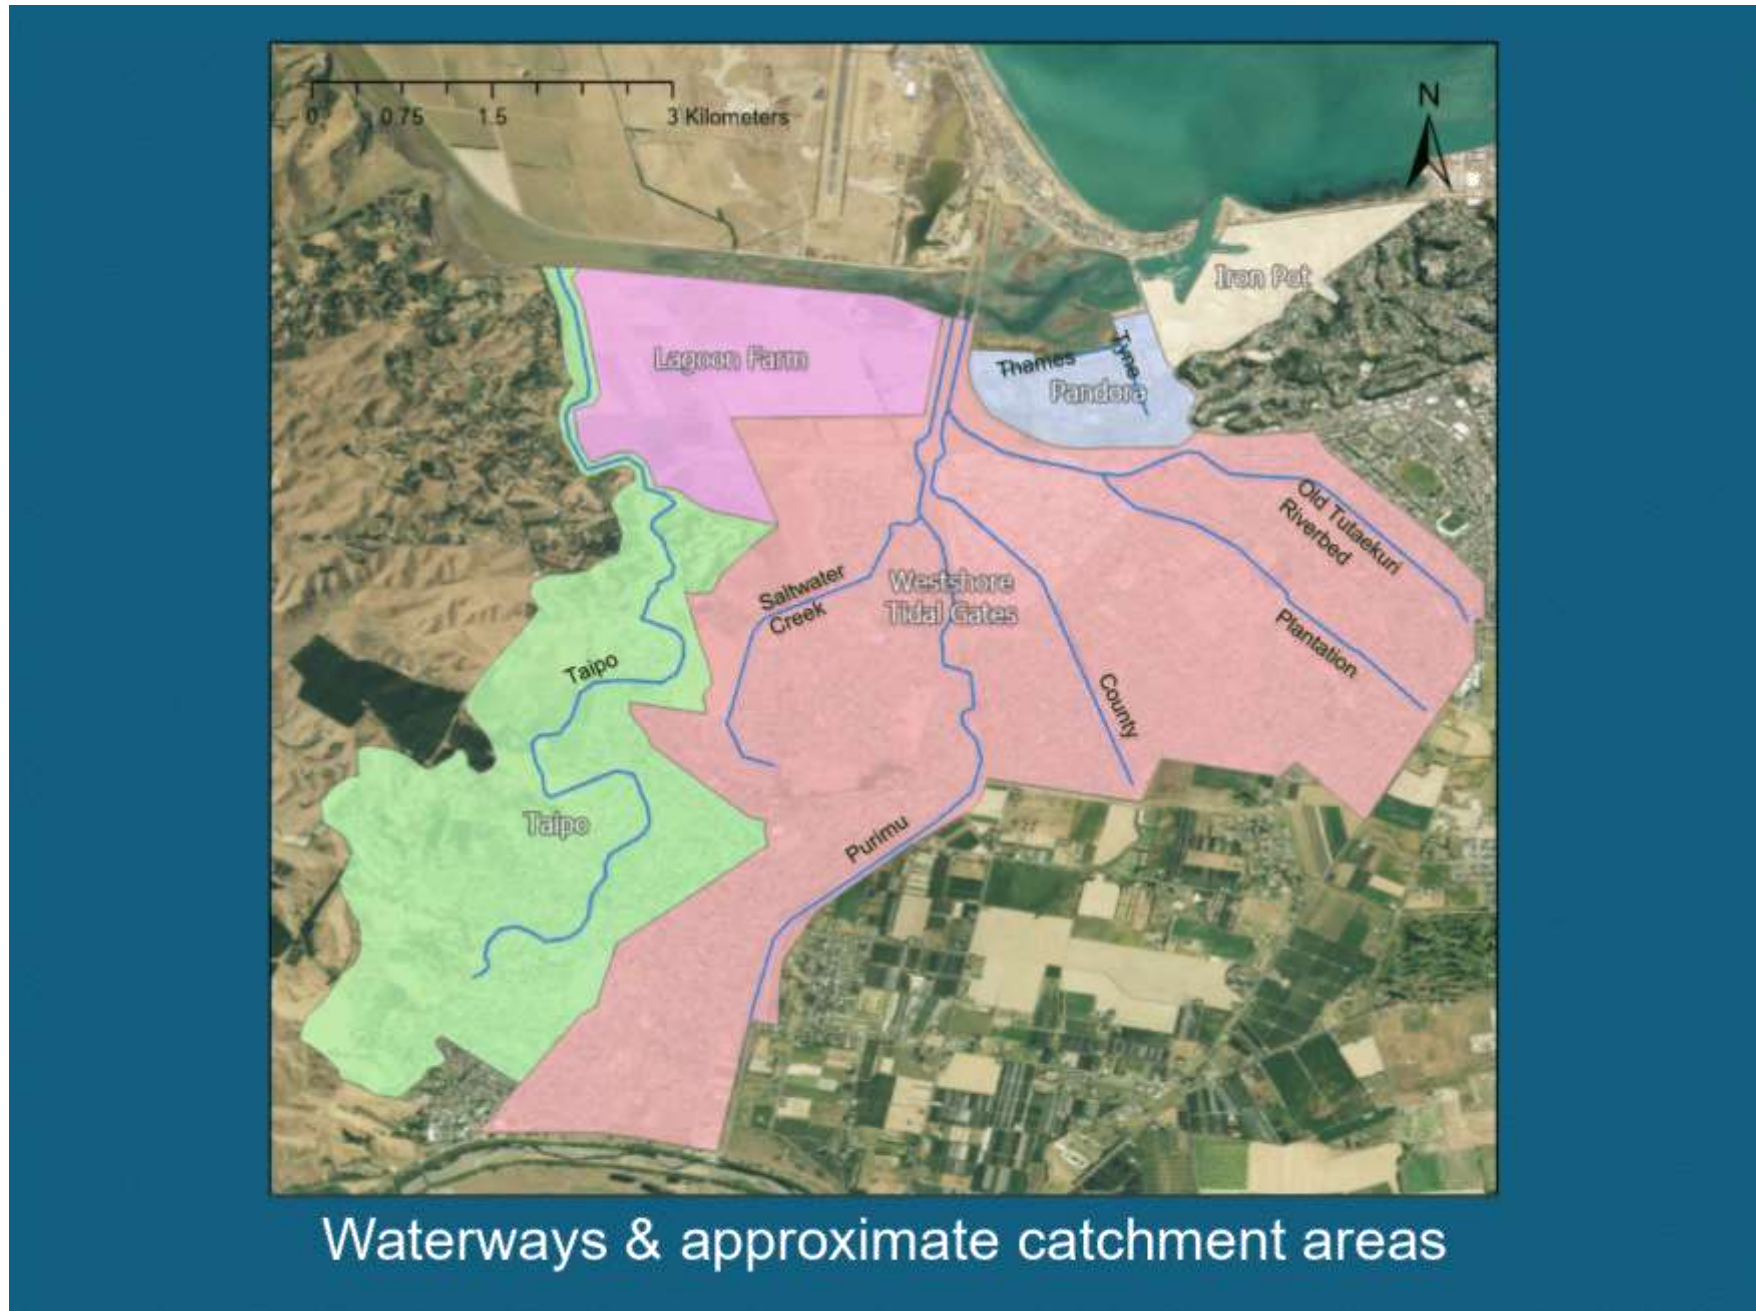 N
0 0.75 1.5 3 Kilometers
Iron Pot
Lagoon Farm
Thames
Tyne
Pandora
Old Tutaekuri
Riverbed
Saltwater
Creek
Westshore
Tidal Gates
Plantation
Taipo
County
Taipo
Purimu
Waterways & approximate catchment areas